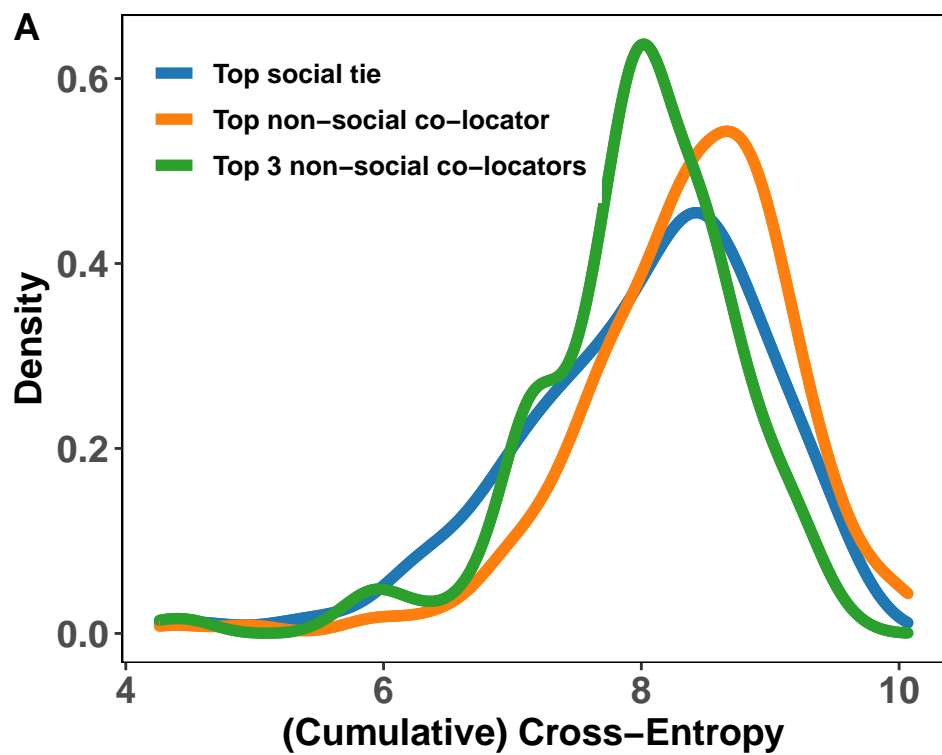 A
Top social tie
Top non−social co−locator
Top 3 non−social co−locators
Density
0.6
0.4
0.2
0.0
4 6 8 10
(Cumulative) Cross−Entropy